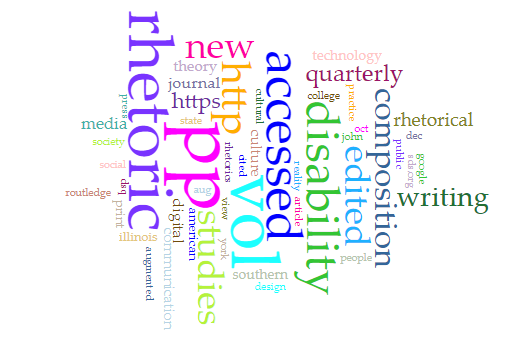 rhetoric
new
technology
theory
quarterly
journal
college
https
http
accessed
cultural
practice
composition
rhetorical
press
media
state
pp
vol
culture
disability
john
oct
dec
society
edited
public
social
rhetorics
cited
reality
article
google
routledge
dsq
aug
writing
print
digital
american
studies
view
illinois
york
communication
augmented
southern
people
design